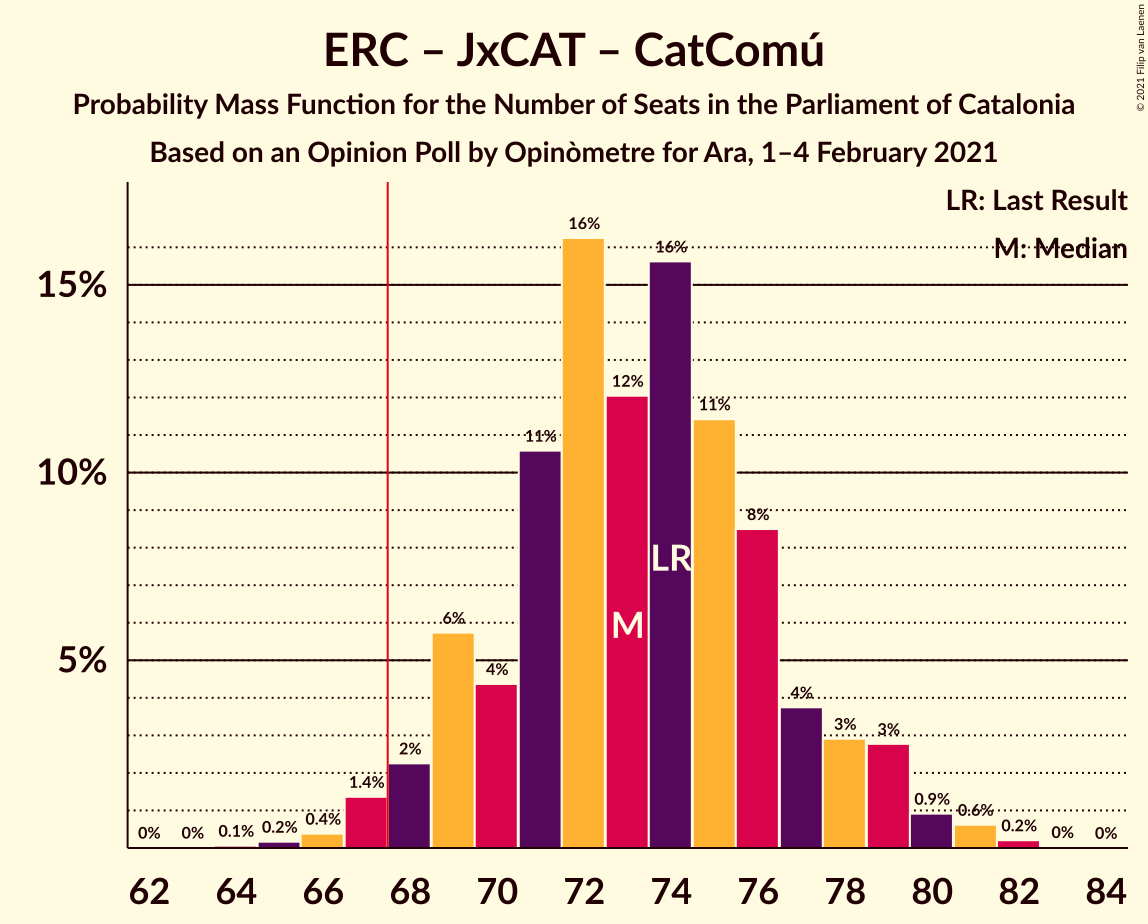 ERC – JxCAT – CatComú
Probability Mass Function for the Number of Seats in the Parliament of Catalonia
Based on an Opinion Poll by Opinòmetre for Ara, 1–4 February 2021
© 2021 Filip van Laenen
LR: Last Result
M: Median
15%
10%
5%
0%
0%
0.1%
0.2%
0.4%
1.4%
2%
6%
4%
11%
16%
12%
16%
11%
8%
4%
3%
3%
0.9%
0.6%
0.2%
0%
0%
LR
M
62 64 66 68 70 72 74 76 78 80 82 84